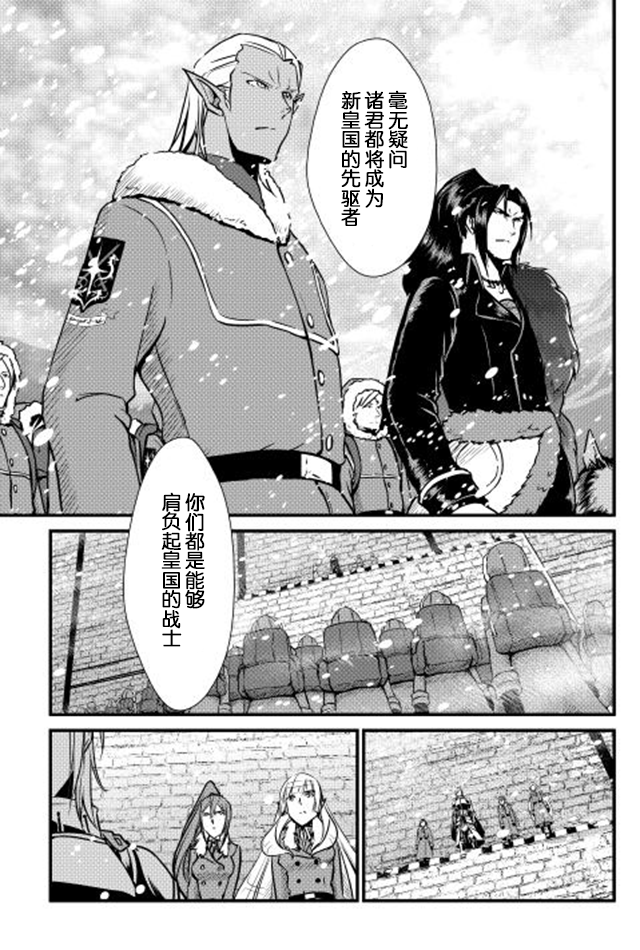 毫无疑问
诸君都将成为
新皇国的先驱者
你们都是能够
肩负起皇国的战士